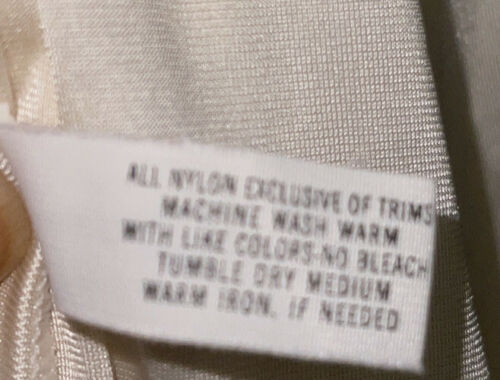 ALL NYLON EXCLUSIVE OF TRIMS
MACHINE WASH WARM
WITH LIKE COLORS-NO BLEACH
TUMBLE DRY MEDIUM
WARM IRON, IF NEEDED